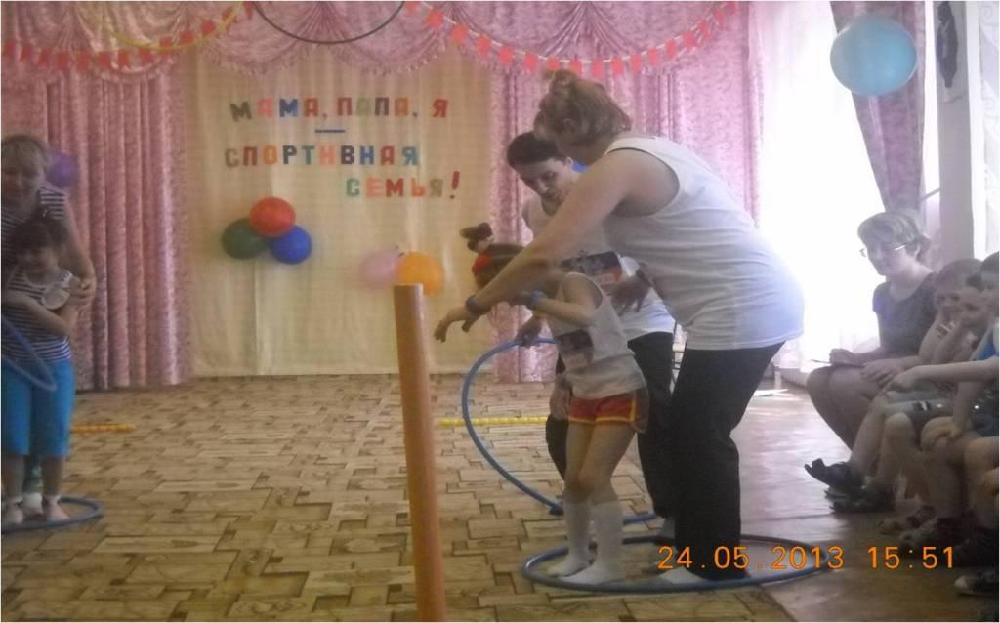 МАМА, ПАПА, Я
—
СПОРТИВНАЯ
СЕМЬЯ!
24.05.2013 15:51